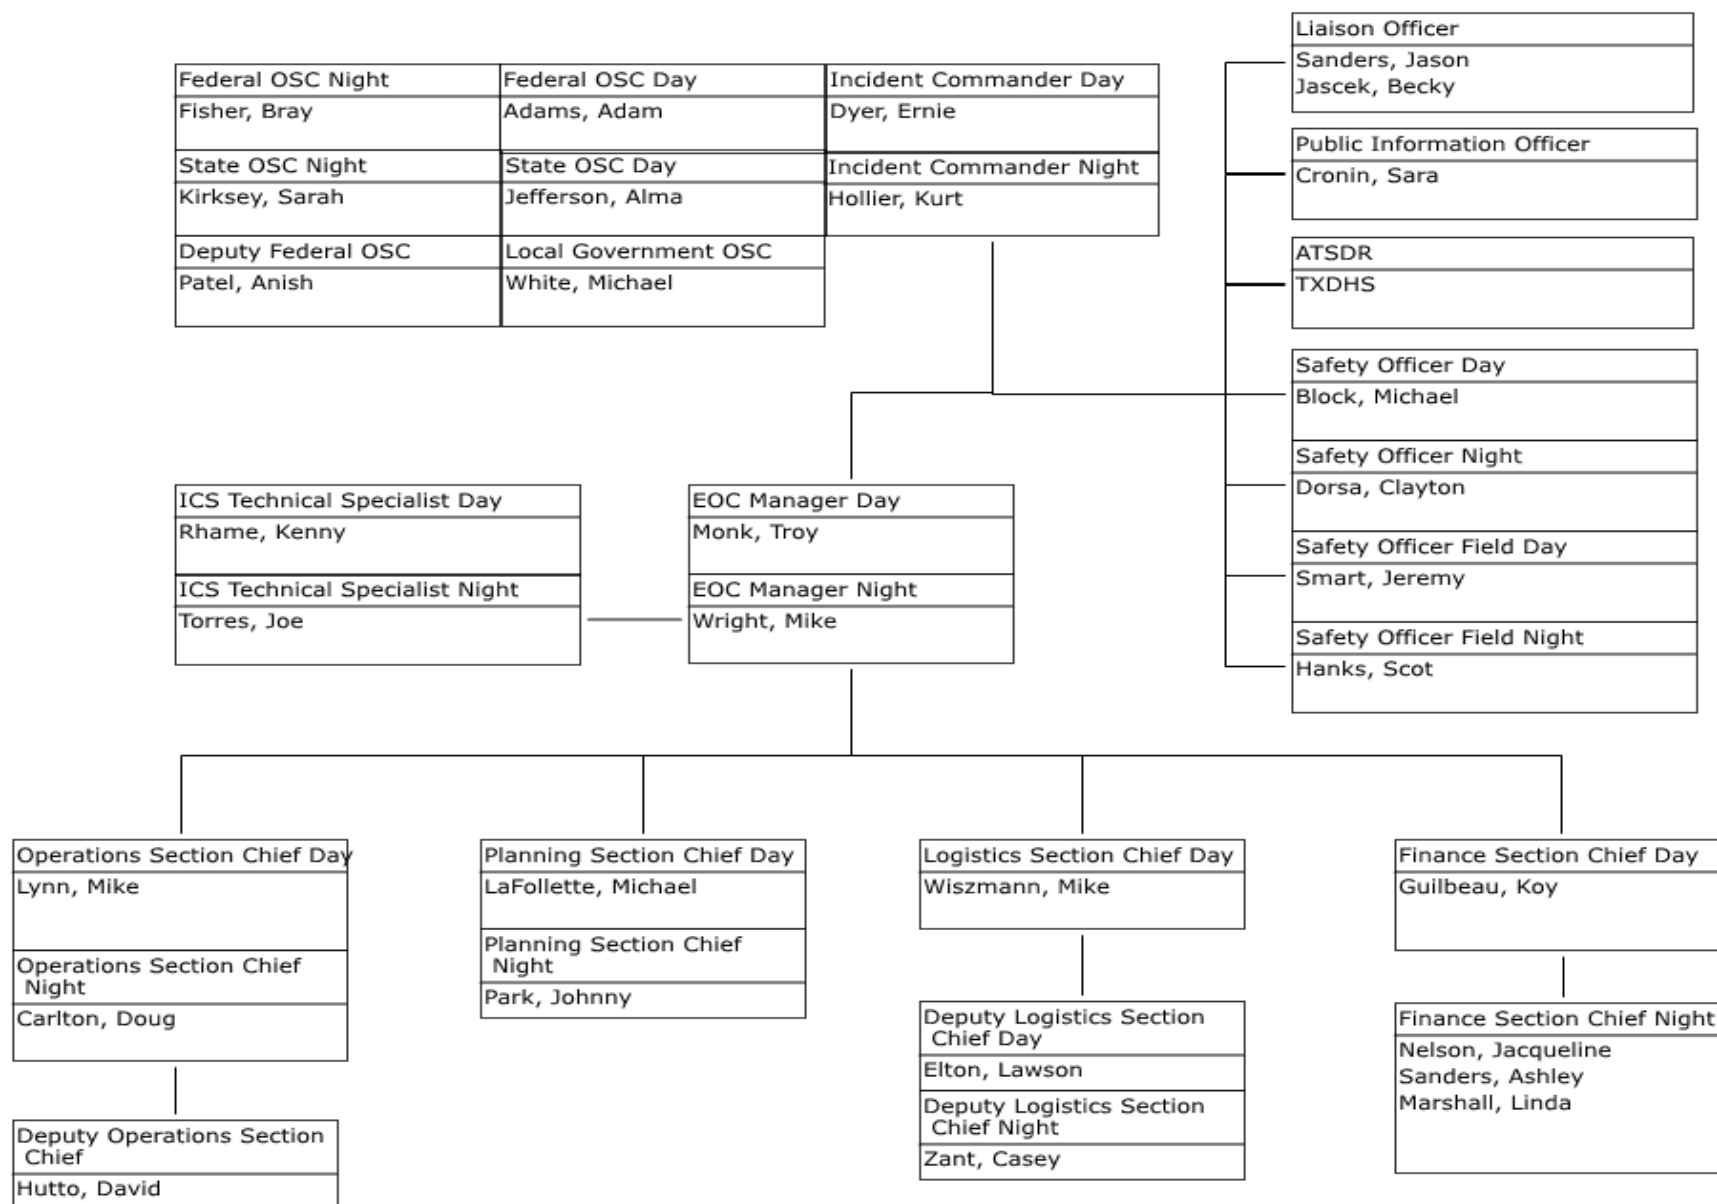 Liaison Officer
Sanders, Jason
Jascek, Becky
Federal OSC Night
Fisher, Bray
Federal OSC Day
Adams, Adam
Incident Commander Day
Dyer, Ernie
State OSC Night
Kirksey, Sarah
State OSC Day
Jefferson, Alma
Incident Commander Night
Hollier, Kurt
Deputy Federal OSC
Patel, Anish
Local Government OSC
White, Michael
Public Information Officer
Cronin, Sara
ATSDR
TXDHS
Safety Officer Day
Block, Michael
Safety Officer Night
Dorsa, Clayton
Safety Officer Field Day
Smart, Jeremy
Safety Officer Field Night
Hanks, Scot
ICS Technical Specialist Day
Rhame, Kenny
ICS Technical Specialist Night
Torres, Joe
EOC Manager Day
Monk, Troy
EOC Manager Night
Wright, Mike
Operations Section Chief Day
Lynn, Mike
Operations Section Chief
Night
Carlton, Doug
Deputy Operations Section
Chief
Hutto, David
Planning Section Chief Day
LaFollette, Michael
Planning Section Chief
Night
Park, Johnny
Logistics Section Chief Day
Wiszmann, Mike
Deputy Logistics Section
Chief Day
Elton, Lawson
Deputy Logistics Section
Chief Night
Zant, Casey
Finance Section Chief Day
Guilbeau, Koy
Finance Section Chief Night
Nelson, Jacqueline
Sanders, Ashley
Marshall, Linda